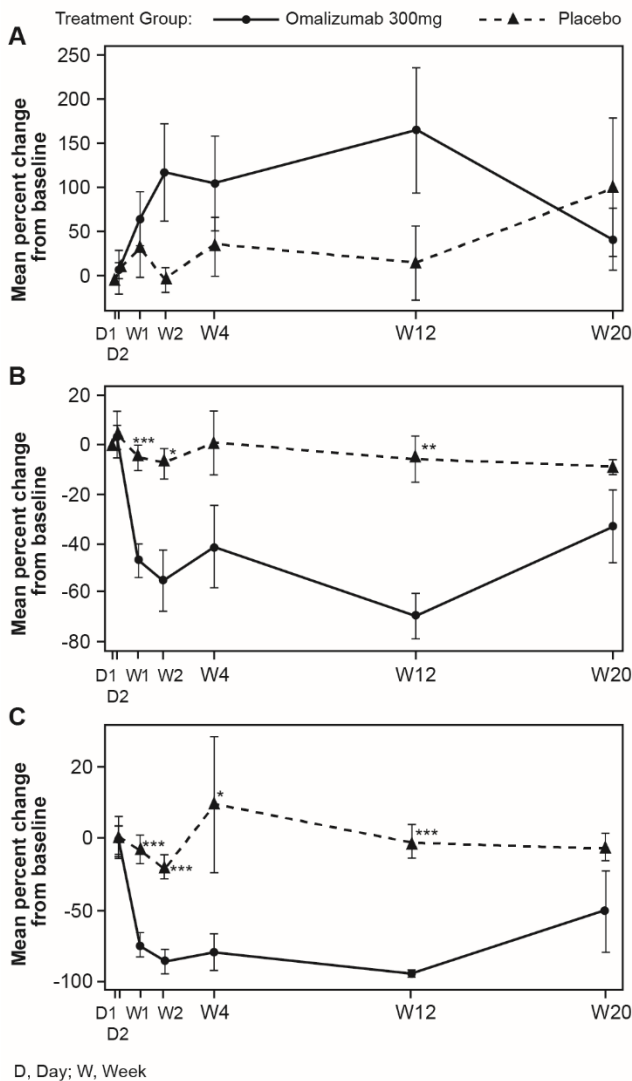 Treatment Group: Omalizumab 300mg Placebo
A
Mean percent change
from baseline
250
200
150
100
50
0
D1
D2
W1
W2
W4
W12
W20
B
Mean percent change
from baseline
20
0
-20
-40
-60
-80
***
*
**
D1
D2
W1
W2
W4
W12
W20
C
Mean percent change
from baseline
20
0
-50
-100
***
***
*
***
D1
D2
W1
W2
W4
W12
W20
D, Day; W, Week